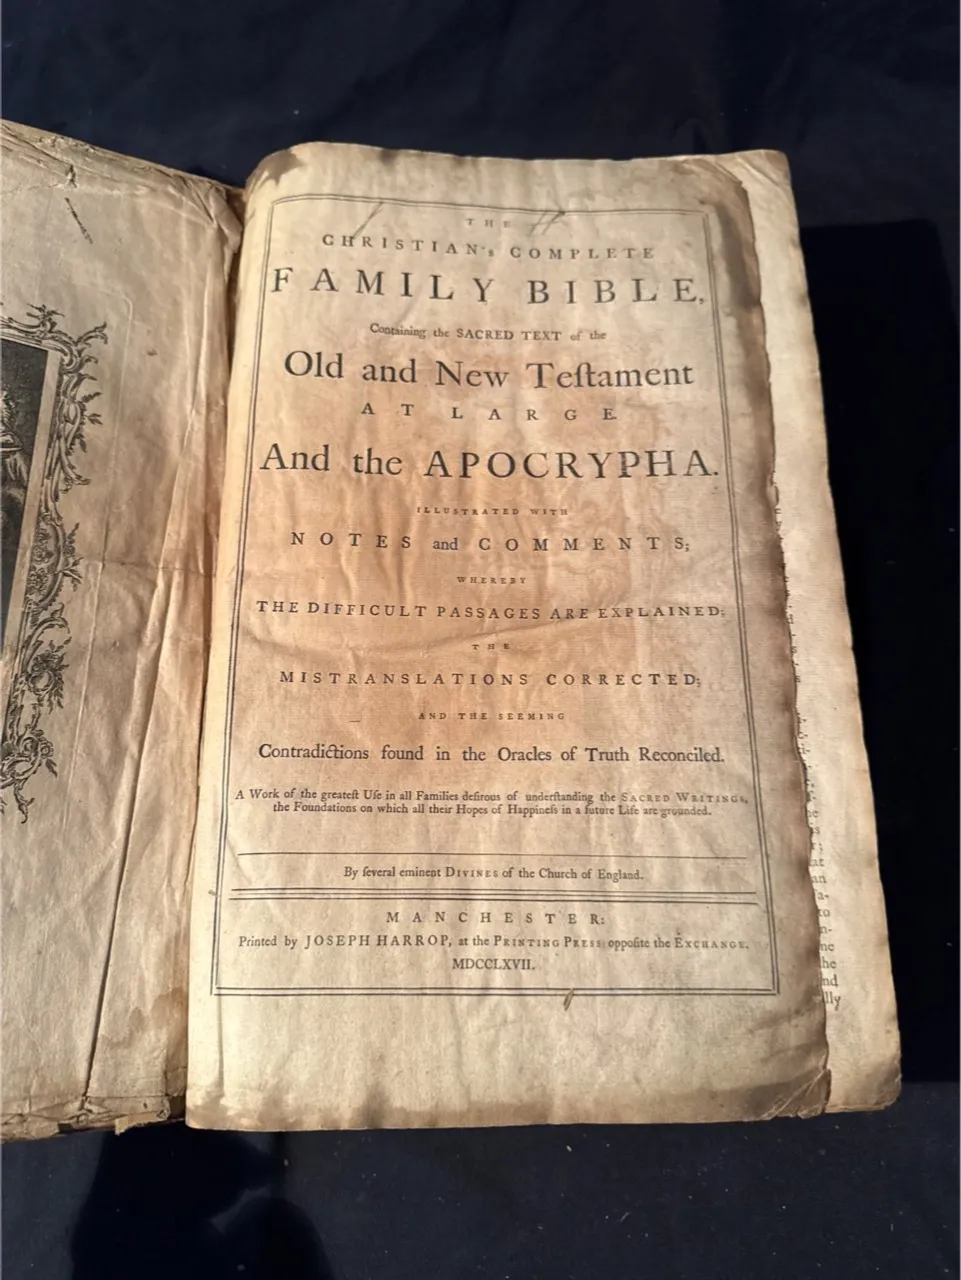 THE
CHRISTIAN's COMPLETE
FAMILY BIBLE,
Containing the SACRED TEXT of the
Old and New Teſtament
AT LARGE
And the APOCRYPHA.
ILLUSTRATED WITH
NOTES and COMMENTS;
WHEREBY
THE DIFFICULT PASSAGES ARE EXPLAINED;
THE
MISTRANSLATIONS CORRECTED;
AND THE SEEMING
Contradictions found in the Oracles of Truth Reconciled.
A Work of the greateſt Uſe in all Families deſirous of underſtanding the SACRED WRITINGS,
the Foundations on which all their Hopes of Happineſs in a future Life are grounded.
By ſeveral eminent DIVINES of the Church of England.
MANCHESTER:
Printed by JOSEPH HARROP, at the PRINTING PRESS oppoſite the EXCHANGE.
MDCCLXVII.